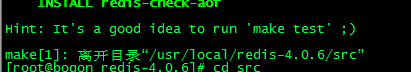 INSTALL redis-check-aof
Hint: It's a good idea to run 'make test' ;)
make[1]: 离开目录“/usr/local/redis-4.0.6/src”
[root@bogon redis-4.0.6]# cd src